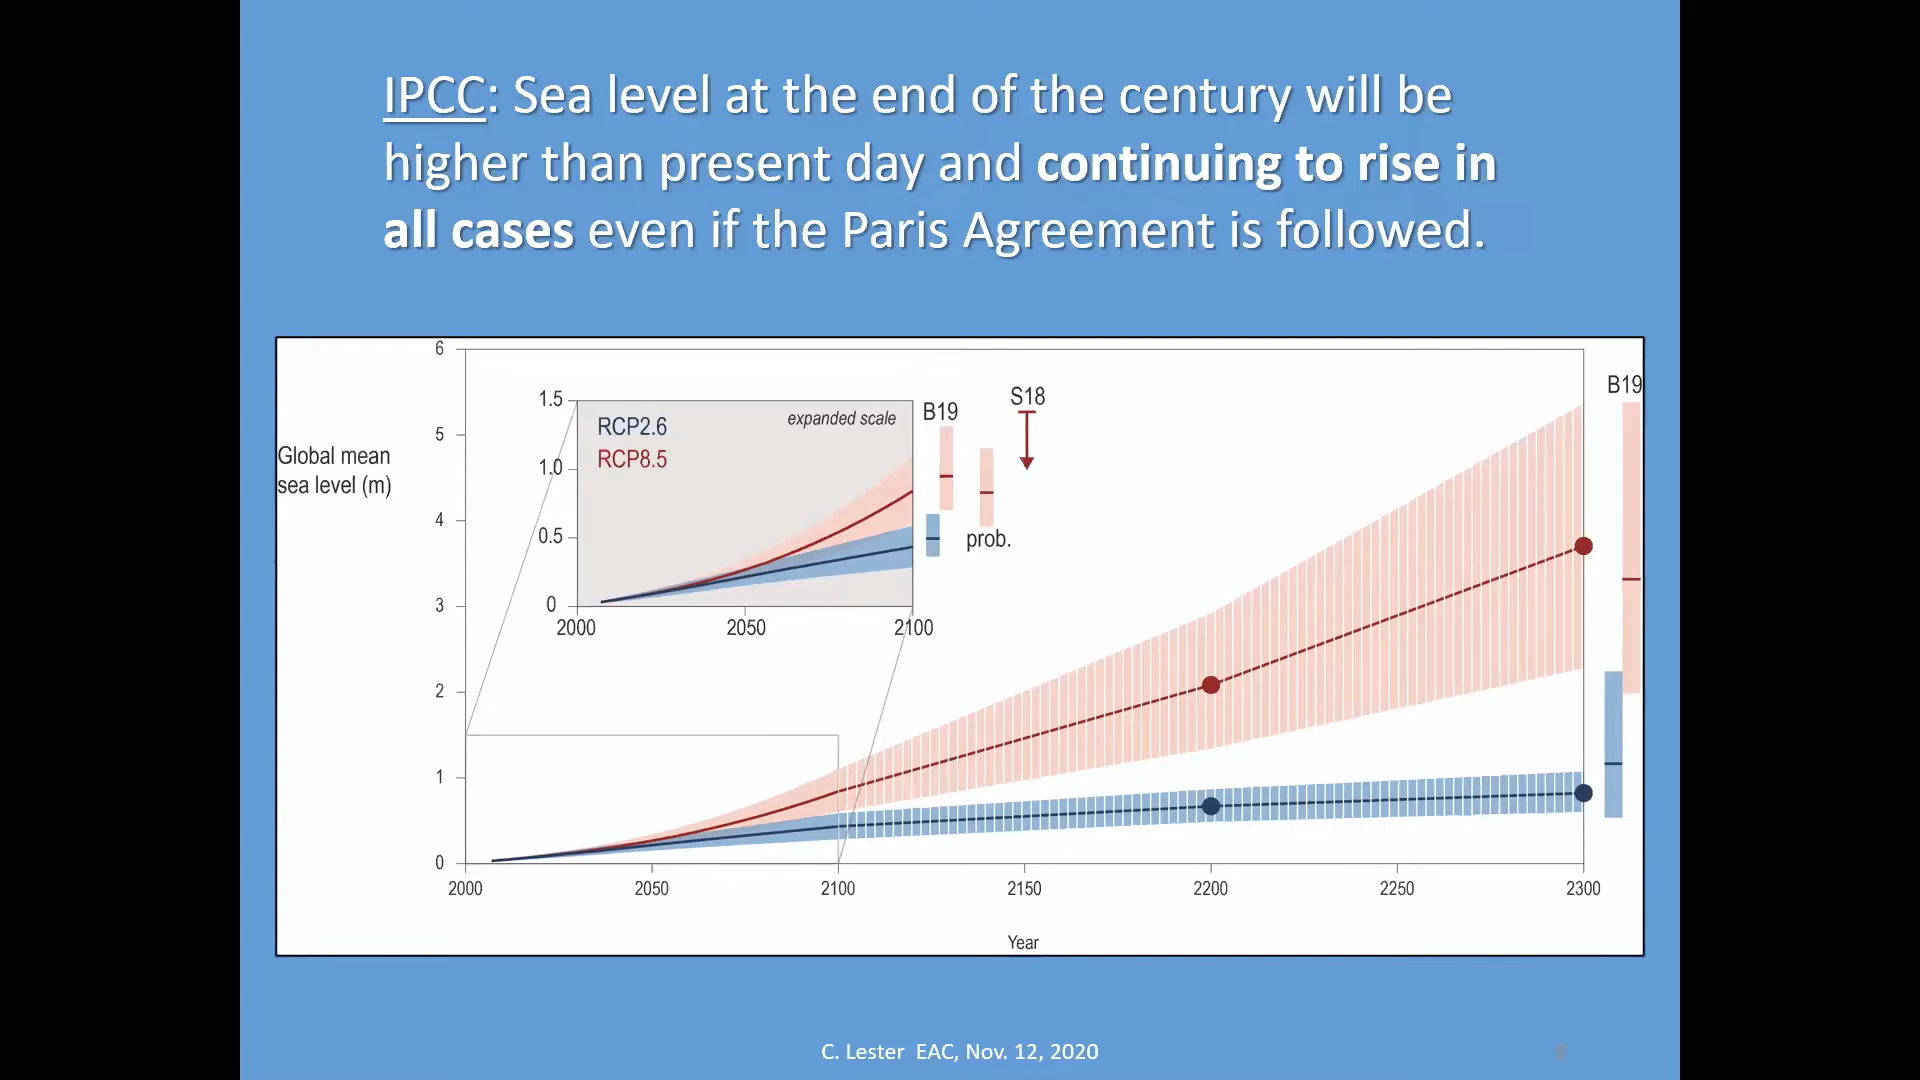 IPCC: Sea level at the end of the century will be
higher than present day and continuing to rise in
all cases even if the Paris Agreement is followed.
6
5
4
3
2
1
0
Global mean
sea level (m)
1.5
1.0
0.5
0
RCP2.6
RCP8.5
expanded scale
2000 2050 2100
B19
prob.
S18
B19
2000 2050 2100 2150 2200 2250 2300
Year
C. Lester EAC, Nov. 12, 2020